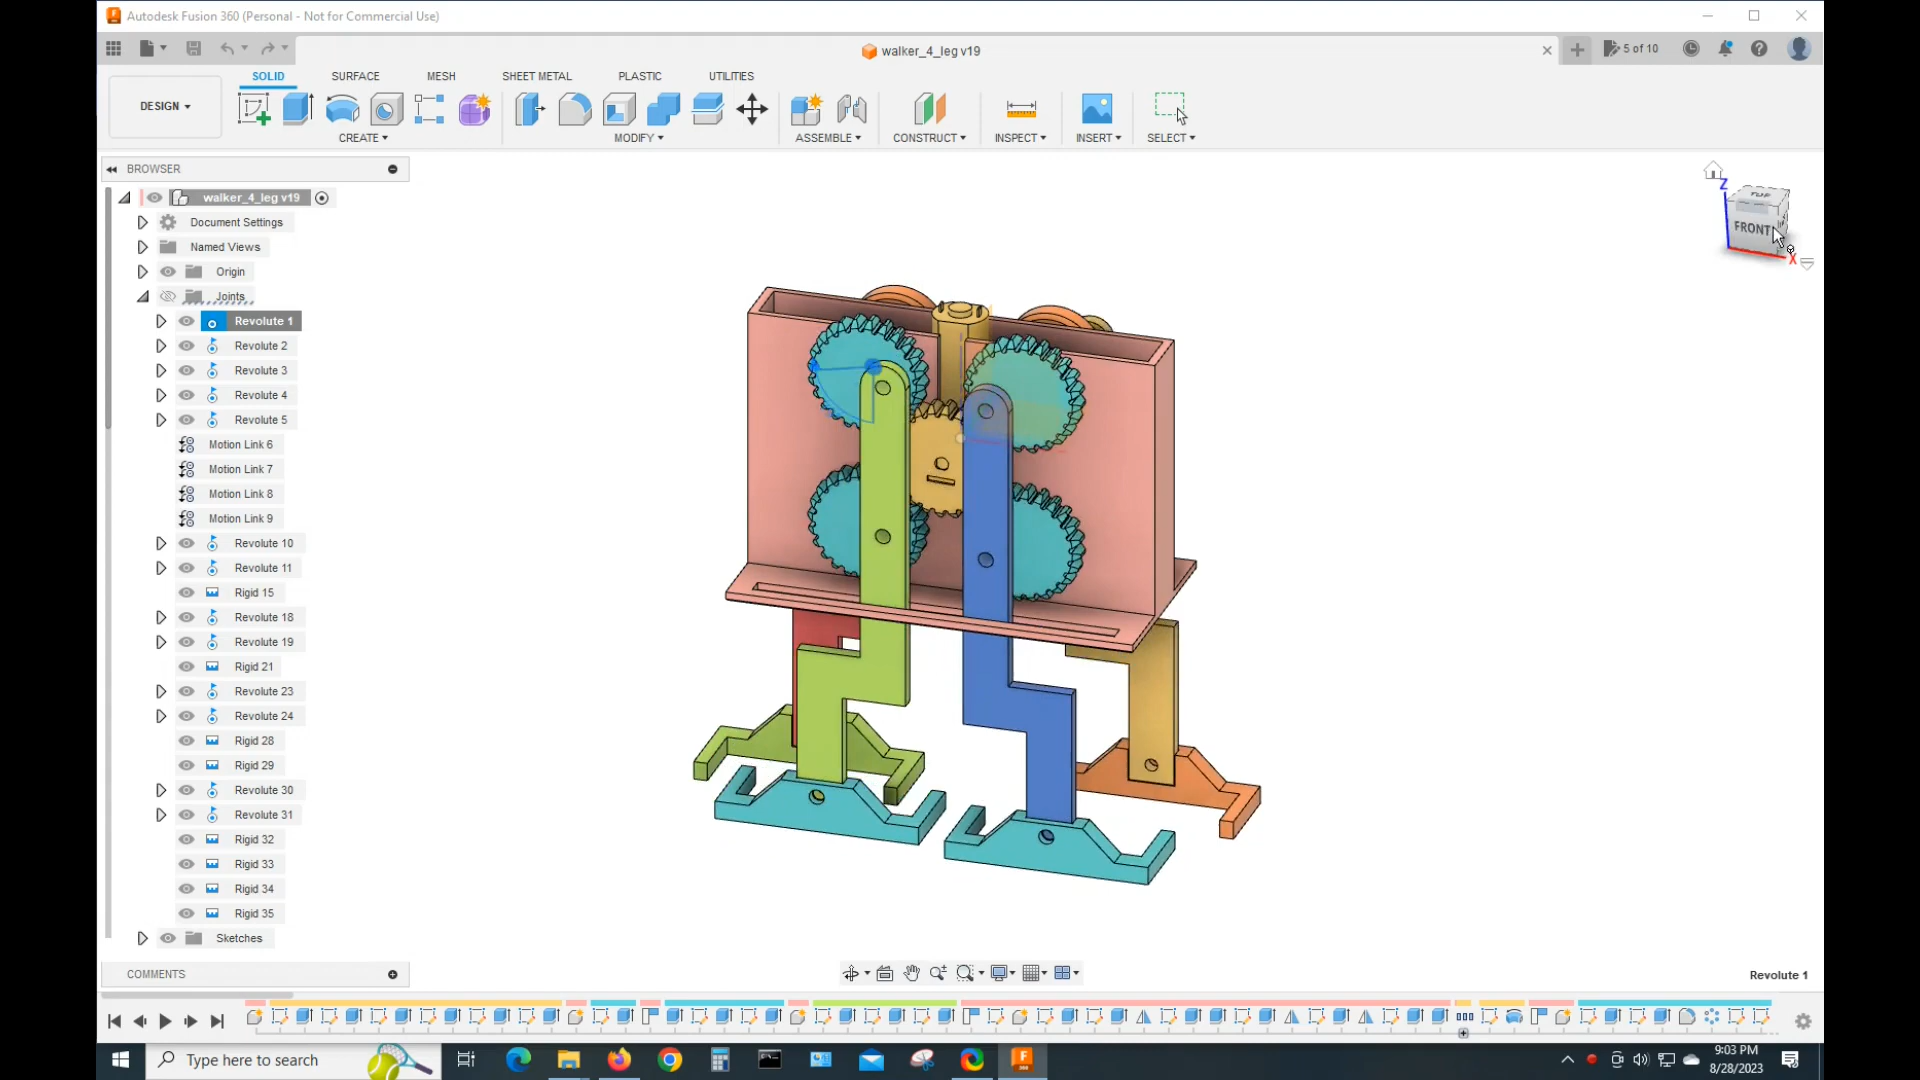 Autodesk Fusion 360 (Personal - Not for Commercial Use)
walker_4_leg v19
5 of 10
DESIGN
SOLID SURFACE MESH SHEET METAL PLASTIC UTILITIES
CREATE MODIFY ASSEMBLE CONSTRUCT INSPECT INSERT SELECT
BROWSER
walker_4_leg v19
Document Settings
Named Views
Origin
Joints
Revolute 1
Revolute 2
Revolute 3
Revolute 4
Revolute 5
Motion Link 6
Motion Link 7
Motion Link 8
Motion Link 9
Revolute 10
Revolute 11
Rigid 15
Revolute 18
Revolute 19
Rigid 21
Revolute 23
Revolute 24
Rigid 28
Rigid 29
Revolute 30
Revolute 31
Rigid 32
Rigid 33
Rigid 34
Rigid 35
Sketches
Z
TOP
FRONT
X
COMMENTS
Revolute 1
Type here to search
9:03 PM
8/28/2023